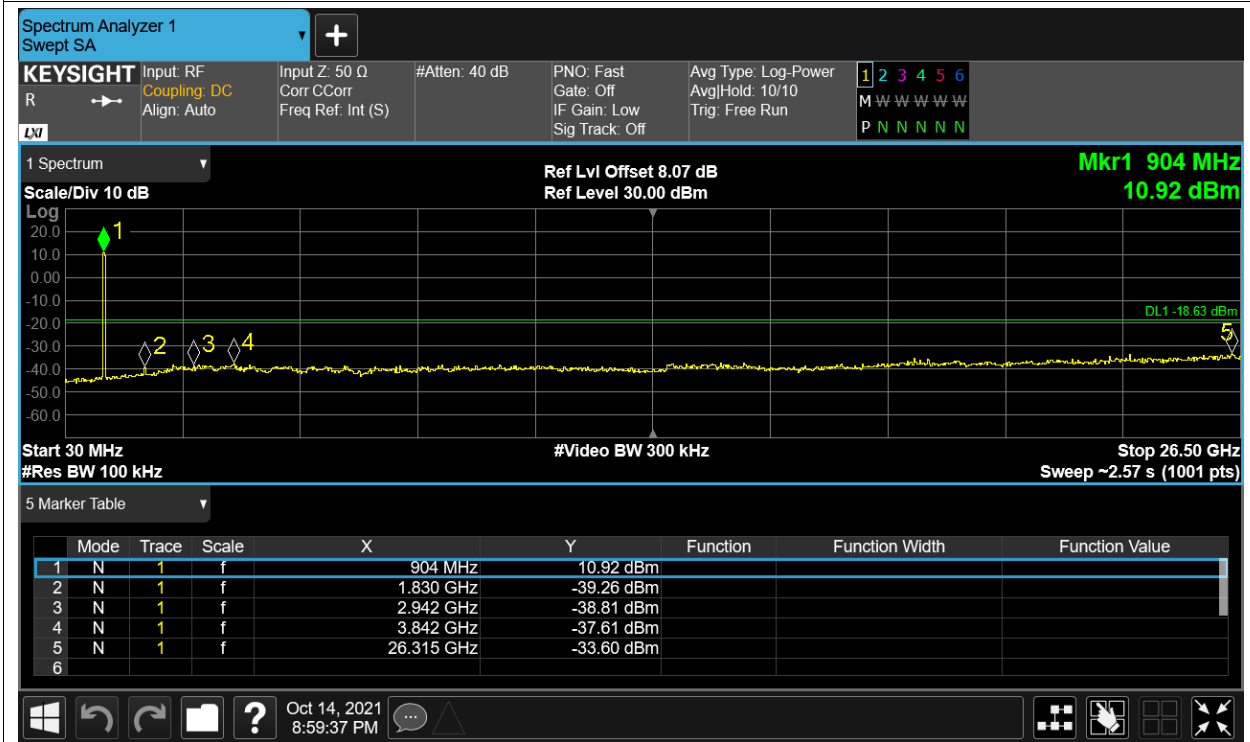 Spectrum Analyzer 1
Swept SA
KEYSIGHT Input: RF Input Z: 50 Ω #Atten: 40 dB PNO: Fast Avg Type: Log-Power 1 2 3 4 5 6
R Coupling: DC Corr CCorr Gate: Off Avg|Hold: 10/10 M W W W W W
Align: Auto Freq Ref: Int (S) IF Gain: Low Trig: Free Run
LXI Sig Track: Off P N N N N N
1 Spectrum Ref Lvl Offset 8.07 dB Mkr1 904 MHz
Scale/Div 10 dB Ref Level 30.00 dBm 10.92 dBm
Log
20.0 1
10.0
0.00
-10.0
DL1 -18.63 dBm
-20.0
-30.0 2 3 4 5
-40.0
-50.0
-60.0
Start 30 MHz #Video BW 300 kHz Stop 26.50 GHz
#Res BW 100 kHz Sweep ~2.57 s (1001 pts)
5 Marker Table
Mode Trace Scale X Y Function Function Width Function Value
1 N 1 f 904 MHz 10.92 dBm
2 N 1 f 1.830 GHz -39.26 dBm
3 N 1 f 2.942 GHz -38.81 dBm
4 N 1 f 3.842 GHz -37.61 dBm
5 N 1 f 26.315 GHz -33.60 dBm
6
? Oct 14, 2021
8:59:37 PM